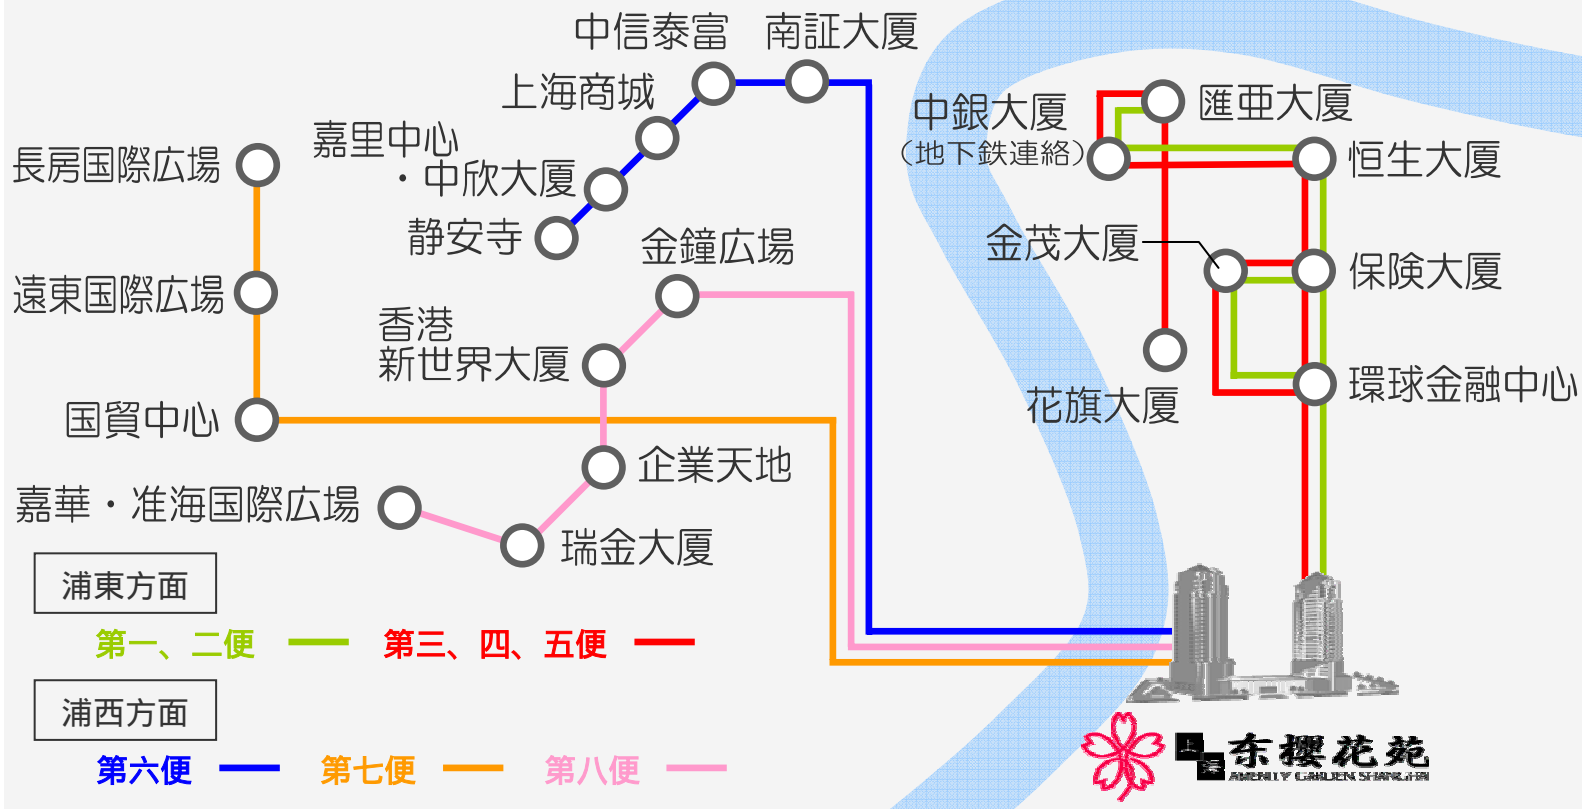 中信泰富
南証大厦
上海商城
嘉里中心
・中欣大厦
静安寺
長房国際広場
遠東国際広場
国貿中心
金鐘広場
香港
新世界大厦
企業天地
嘉華・准海国際広場
瑞金大厦
中銀大厦
（地下鉄連絡）
匯亜大厦
恒生大厦
金茂大厦
保険大厦
環球金融中心
花旗大厦
浦東方面
第一、二便
第三、四、五便
浦西方面
第六便
第七便
第八便
东櫻花苑
AMENITY GARDEN SHANGHAI